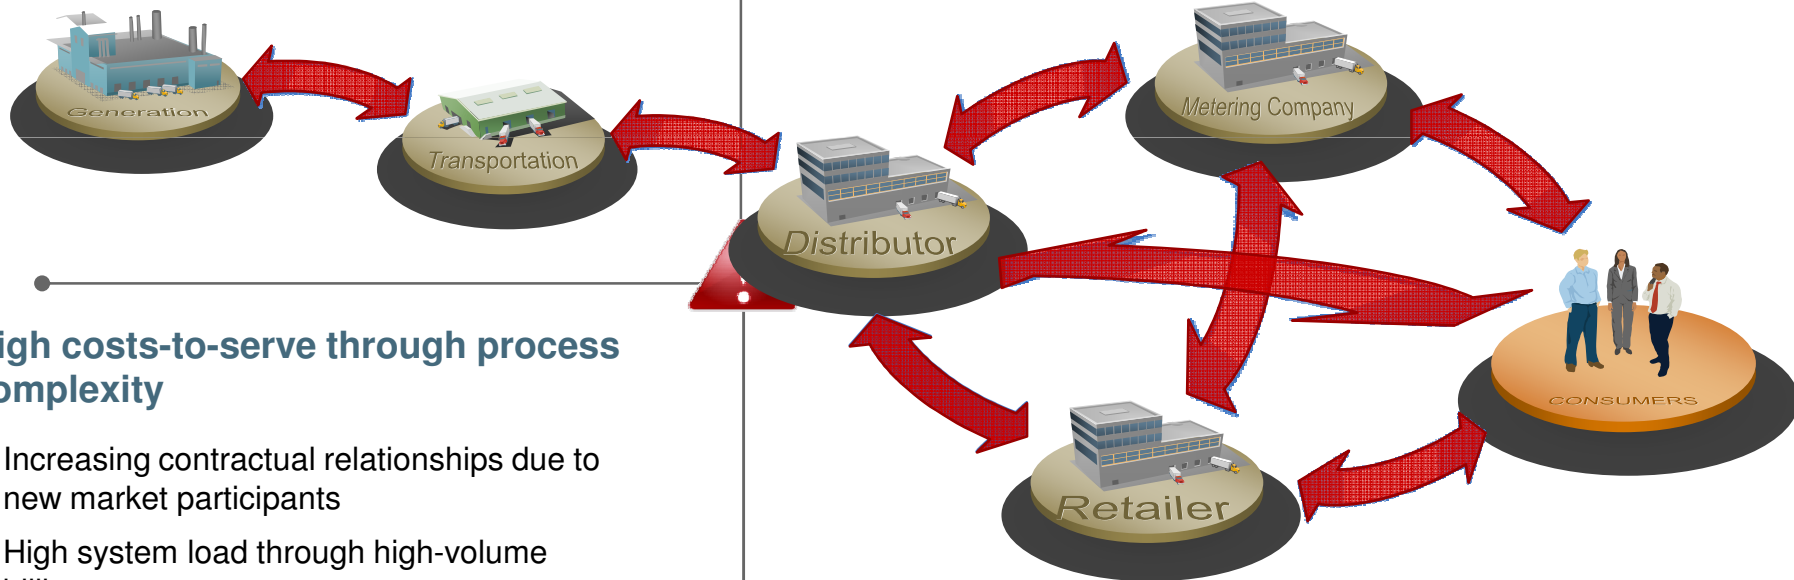 Generation
Transportation
Metering Company
Distributor
CONSUMERS
Retailer
igh costs-to-serve through process
omplexity
Increasing contractual relationships due to
new market participants
High system load through high-volume